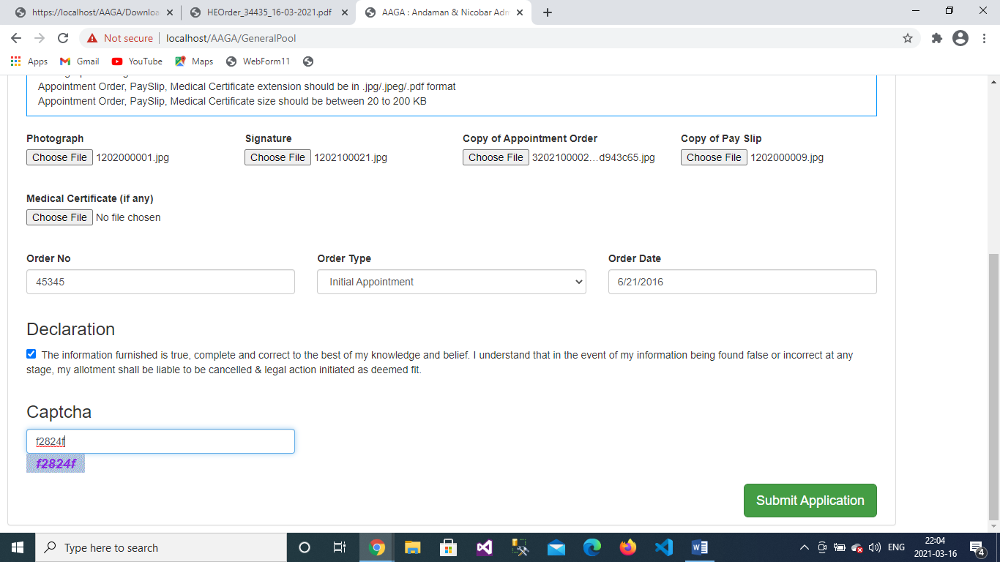 https://localhost/AAGA/Downloa
HEOrder_34435_16-03-2021.pdf
AAGA : Andaman & Nicobar Adm
Not secure
localhost/AAGA/GeneralPool
Apps
Gmail
YouTube
Maps
WebForm11
Appointment Order, PaySlip, Medical Certificate extension should be in .jpg/.jpeg/.pdf format
Appointment Order, PaySlip, Medical Certificate size should be between 20 to 200 KB
Photograph
Signature
Copy of Appointment Order
Copy of Pay Slip
Choose File 1202000001.jpg
Choose File 1202100021.jpg
Choose File 3202100002...d943c65.jpg
Choose File 1202000009.jpg
Medical Certificate (if any)
Choose File No file chosen
Order No
Order Type
Order Date
45345
Initial Appointment
6/21/2016
Declaration
The information furnished is true, complete and correct to the best of my knowledge and belief. I understand that in the event of my information being found false or incorrect at any
stage, my allotment shall be liable to be cancelled & legal action initiated as deemed fit.
Captcha
f2824f
f2824f
Submit Application
Type here to search
ENG
22:04
2021-03-16
4